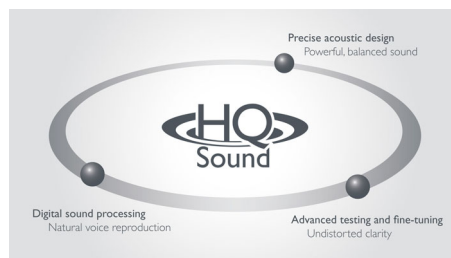 Precise acoustic design
Powerful, balanced sound
HQ
Sound
Digital sound processing
Natural voice reproduction
Advanced testing and fine-tuning
Undistorted clarity